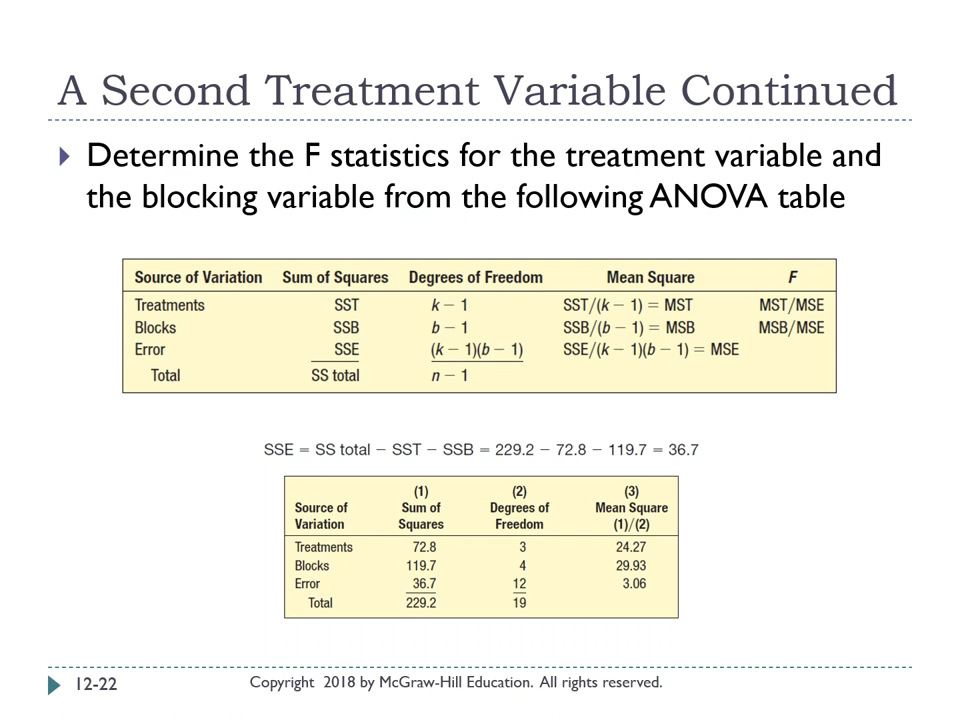 A Second Treatment Variable Continued
Determine the F statistics for the treatment variable and
the blocking variable from the following ANOVA table
Source of Variation Sum of Squares Degrees of Freedom Mean Square F
Treatments SST k − 1 SST/(k − 1) = MST MST/MSE
Blocks SSB b − 1 SSB/(b − 1) = MSB MSB/MSE
Error SSE (k − 1)(b − 1) SSE/(k − 1)(b − 1) = MSE
Total SS total n − 1
SSE = SS total − SST − SSB = 229.2 − 72.8 − 119.7 = 36.7
(1) (2) (3)
Source of Sum of Degrees of Mean Square
Variation Squares Freedom (1)/(2)
Treatments 72.8 3 24.27
Blocks 119.7 4 29.93
Error 36.7 12 3.06
Total 229.2 19
12-22 Copyright 2018 by McGraw-Hill Education. All rights reserved.